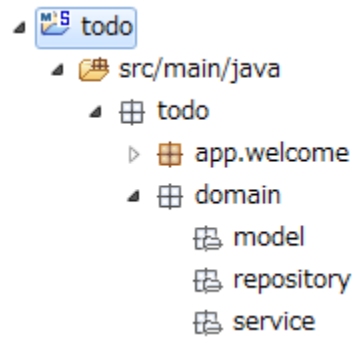 todo
src/main/java
todo
app.welcome
domain
model
repository
service